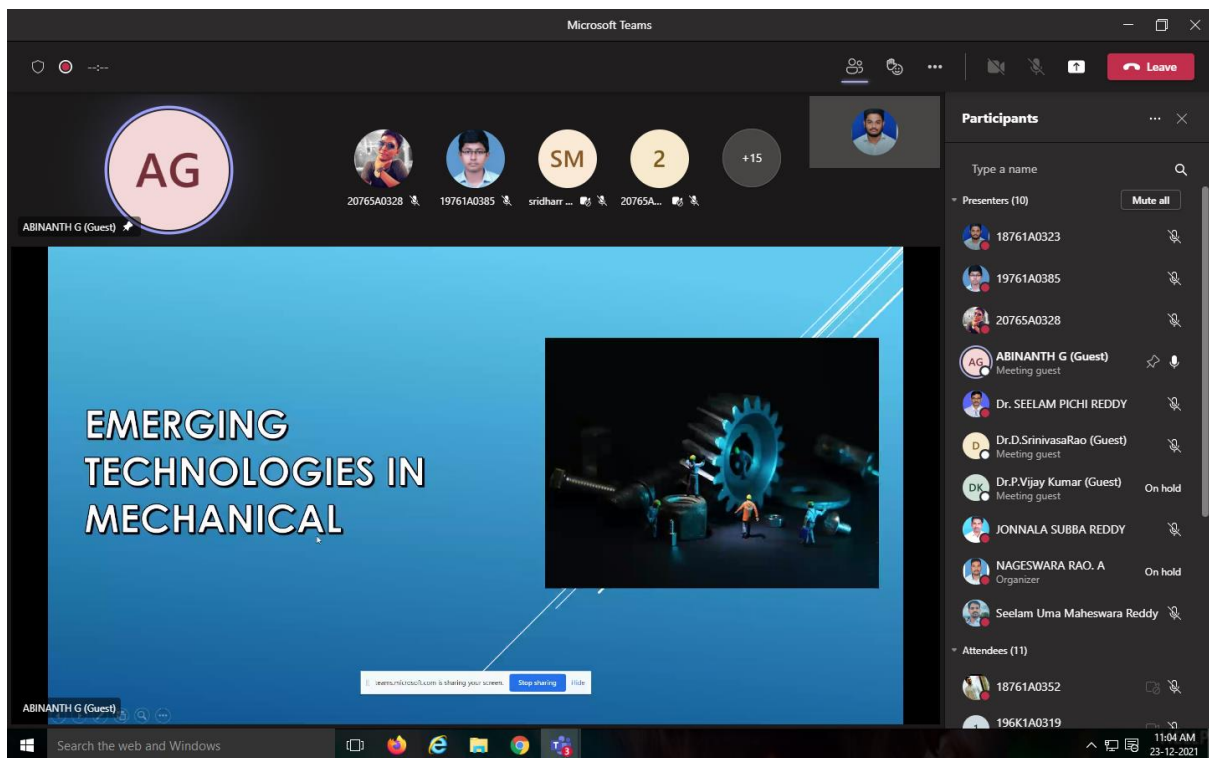 Microsoft Teams
--:--
Leave
AG
ABINANTH G (Guest)
20765A0328
19761A0385
SM
sridharr ...
2
20765A...
+15
EMERGING
TECHNOLOGIES IN
MECHANICAL
teams.microsoft.com is sharing your screen.
Stop sharing
Hide
ABINANTH G (Guest)
Participants
Type a name
Presenters (10)
Mute all
18761A0323
19761A0385
20765A0328
AG
ABINANTH G (Guest)
Meeting guest
Dr. SEELAM PICHI REDDY
D
Dr.D.SrinivasaRao (Guest)
Meeting guest
DK
Dr.P.Vijay Kumar (Guest)
Meeting guest
On hold
JONNALA SUBBA REDDY
NAGESWARA RAO. A
Organizer
On hold
Seelam Uma Maheswara Reddy
Attendees (11)
18761A0352
196K1A0319
Search the web and Windows
3
11:04 AM
23-12-2021